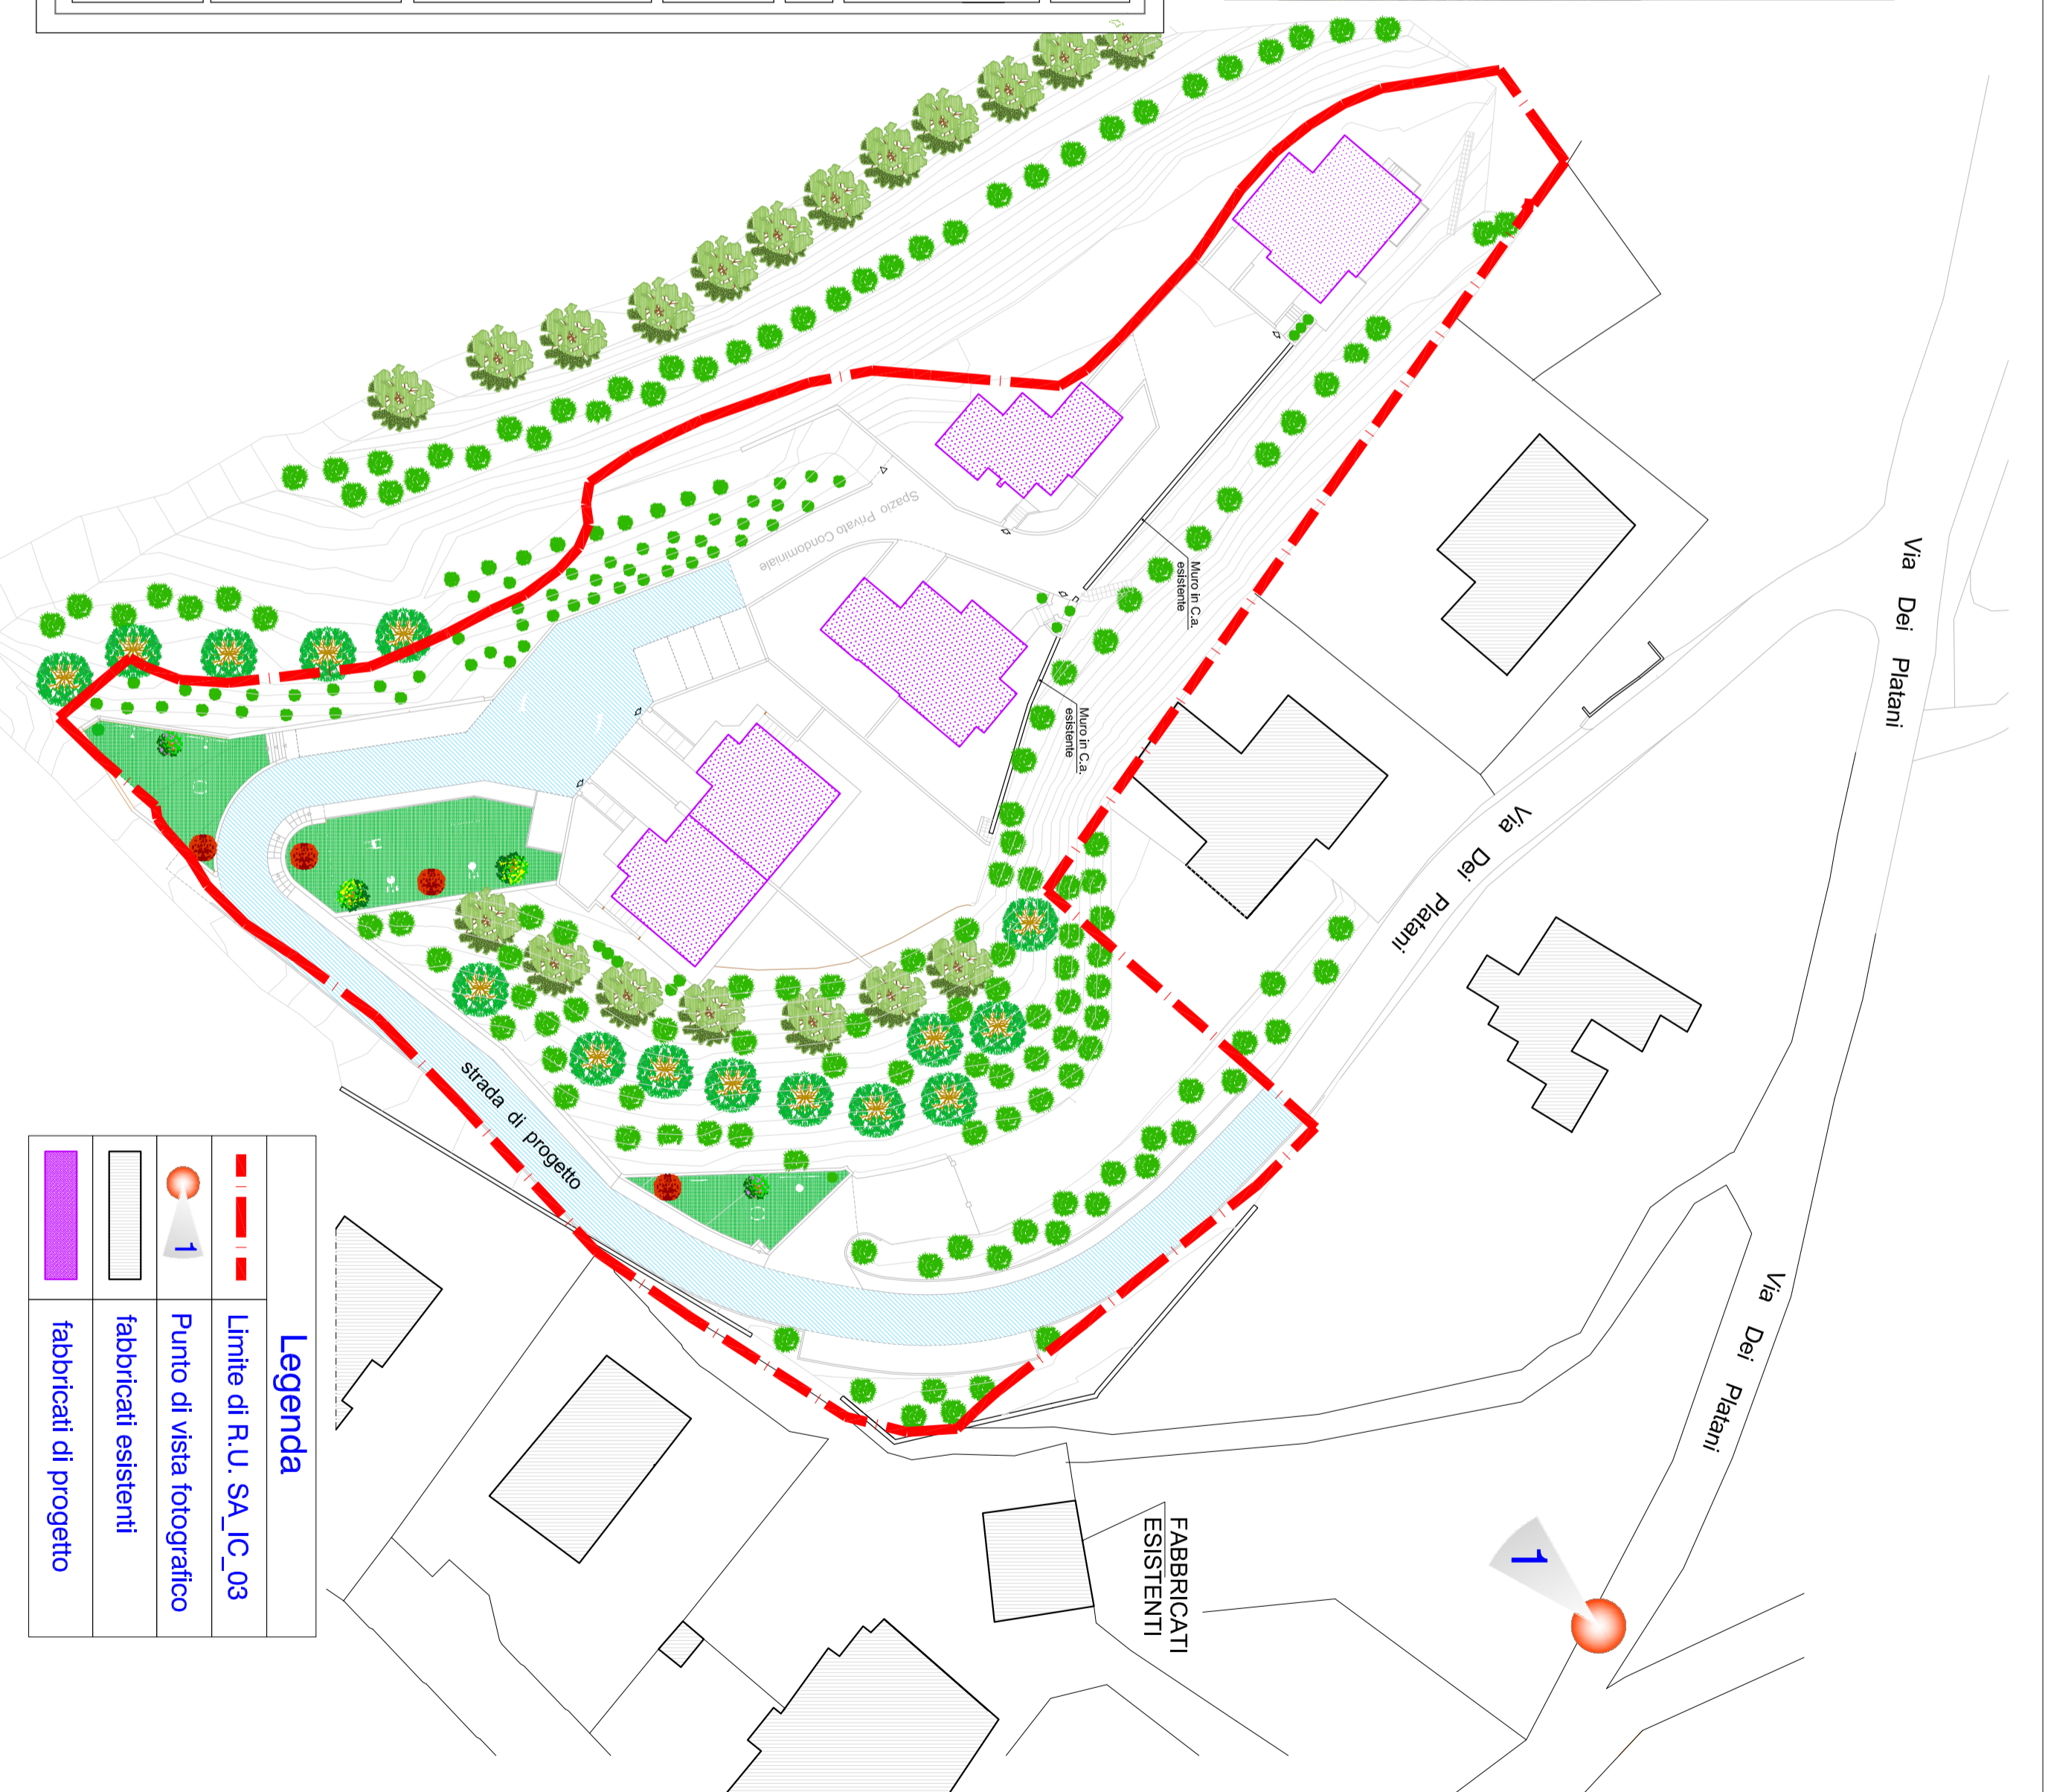 Via Dei Platani
Via Dei Platani
Via Dei Platani
Spazio Privato Condominiale
Muro in C.a.
esistente
Muro in C.a.
esistente
strada di progetto
FABBRICATI
ESISTENTI
1
Legenda
Limite di R.U. SA_IC_03
1
Punto di vista fotografico
fabbricati esistenti
fabbricati di progetto